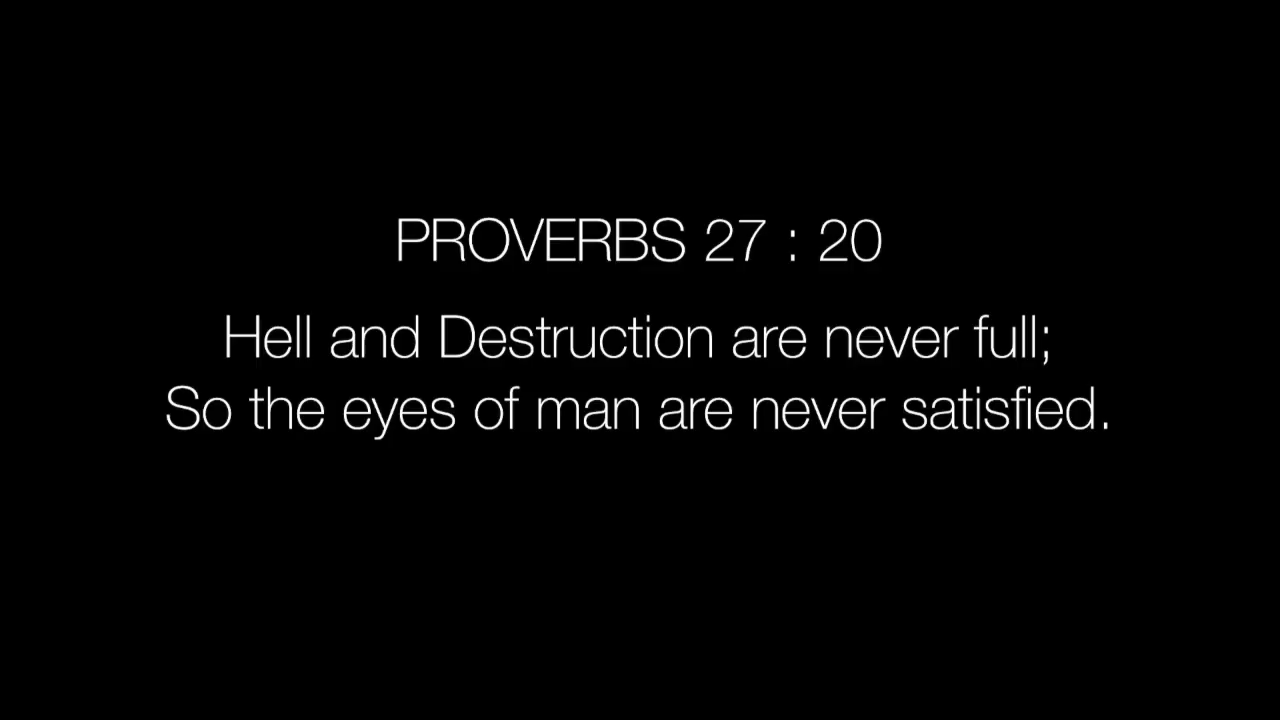 PROVERBS 27 : 20
Hell and Destruction are never full;
So the eyes of man are never satisfied.